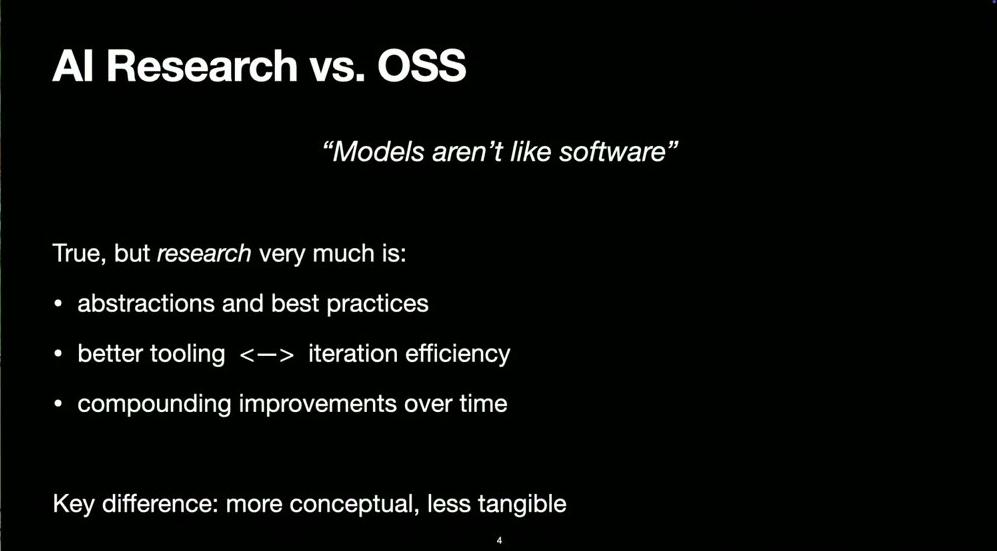 AI Research vs. OSS
“Models aren’t like software”
True, but research very much is:
• abstractions and best practices
• better tooling <—> iteration efficiency
• compounding improvements over time
Key difference: more conceptual, less tangible
4